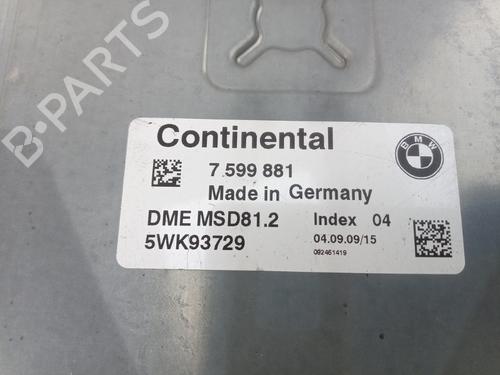 B-PARTS
Continental
BMW
7 599 881
Made in Germany
DME MSD81.2 Index 04
5WK93729 04.09.09/15
092461419